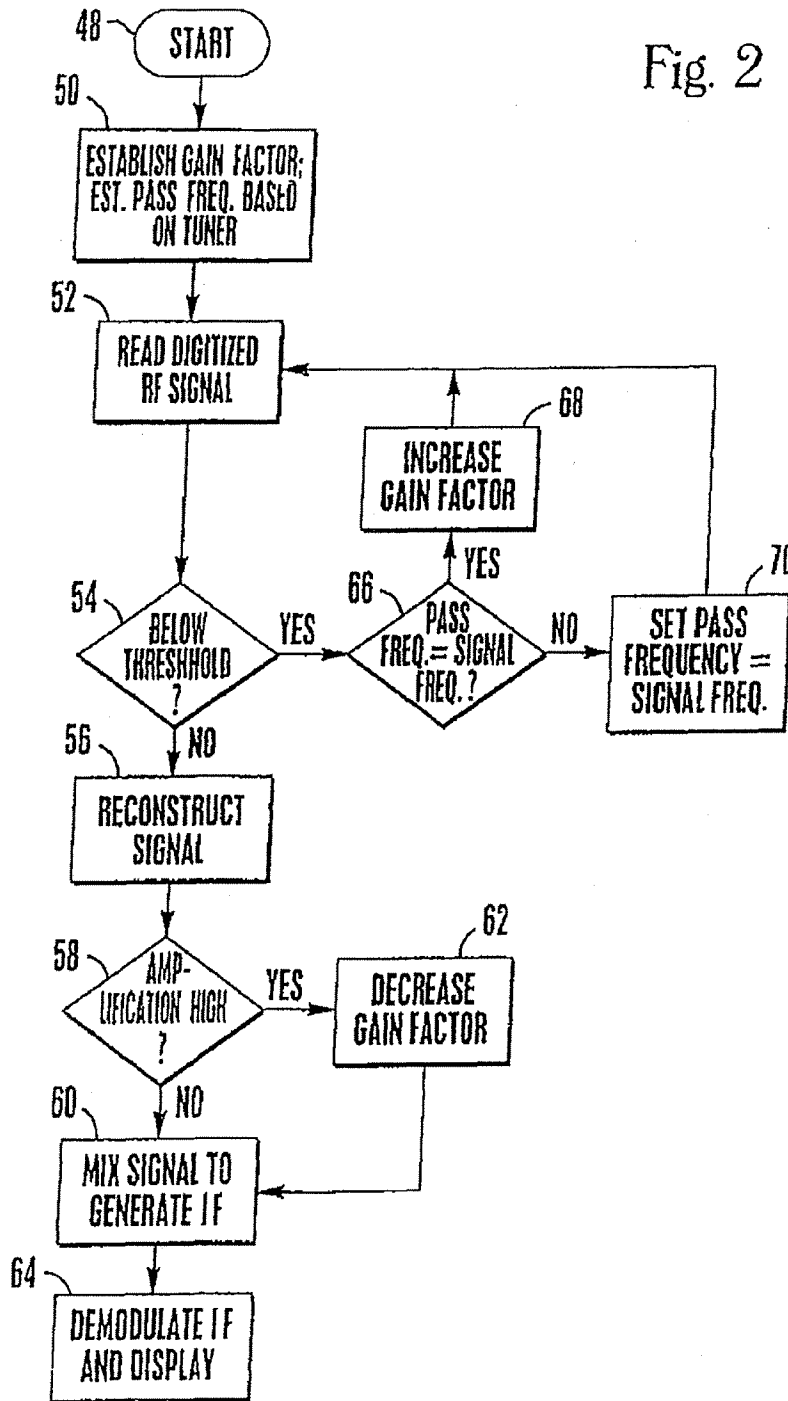 Fig. 2
48
START
50
ESTABLISH GAIN FACTOR;
EST. PASS FREQ. BASED
ON TUNER
52
READ DIGITIZED
RF SIGNAL
68
INCREASE
GAIN FACTOR
54
BELOW
THRESHHOLD
?
YES
66
PASS
FREQ.= SIGNAL
FREQ. ?
YES
NO
70
SET PASS
FREQUENCY =
SIGNAL FREQ.
NO
56
RECONSTRUCT
SIGNAL
58
AMP-
LIFICATION HIGH
?
YES
62
DECREASE
GAIN FACTOR
NO
60
MIX SIGNAL TO
GENERATE IF
64
DEMODULATE IF
AND DISPLAY